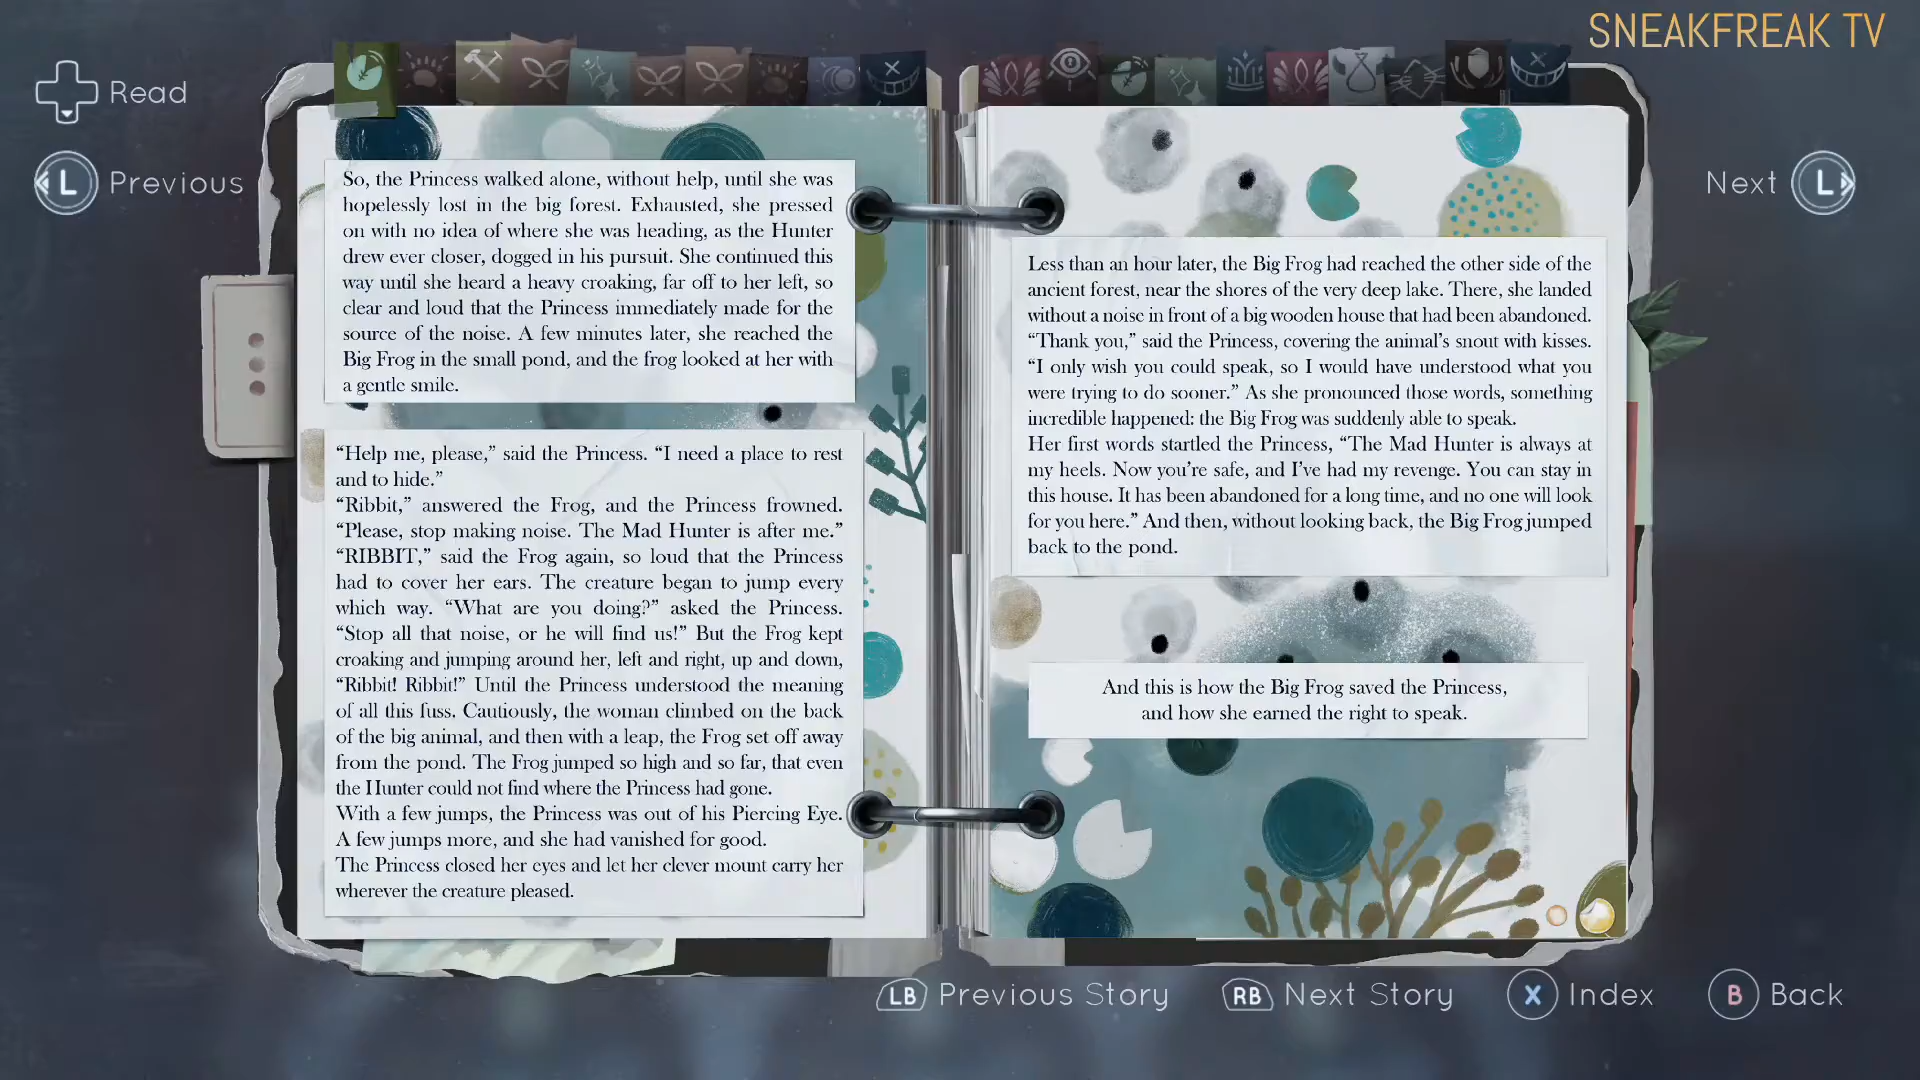 SNEAKFREAK TV
Read
Previous
Next
So, the Princess walked alone, without help, until she was
hopelessly lost in the big forest. Exhausted, she pressed
on with no idea of where she was heading, as the Hunter
drew ever closer, dogged in his pursuit. She continued this
way until she heard a heavy croaking, far off to her left, so
clear and loud that the Princess immediately made for the
source of the noise. A few minutes later, she reached the
Big Frog in the small pond, and the frog looked at her with
a gentle smile.
“Help me, please,” said the Princess. “I need a place to rest
and to hide.”
“Ribbit,” answered the Frog, and the Princess frowned.
“Please, stop making noise. The Mad Hunter is after me.”
“RIBBIT,” said the Frog again, so loud that the Princess
had to cover her ears. The creature began to jump every
which way. “What are you doing?” asked the Princess.
“Stop all that noise, or he will find us!” But the Frog kept
croaking and jumping around her, left and right, up and down,
“Ribbit! Ribbit!” Until the Princess understood the meaning
of all this fuss. Cautiously, the woman climbed on the back
of the big animal, and then with a leap, the Frog set off away
from the pond. The Frog jumped so high and so far, that even
the Hunter could not find where the Princess had gone.
With a few jumps, the Princess was out of his Piercing Eye.
A few jumps more, and she had vanished for good.
The Princess closed her eyes and let her clever mount carry her
wherever the creature pleased.
Less than an hour later, the Big Frog had reached the other side of the
ancient forest, near the shores of the very deep lake. There, she landed
without a noise in front of a big wooden house that had been abandoned.
“Thank you,” said the Princess, covering the animal’s snout with kisses.
“I only wish you could speak, so I would have understood what you
were trying to do sooner.” As she pronounced those words, something
incredible happened: the Big Frog was suddenly able to speak.
Her first words startled the Princess, “The Mad Hunter is always at
my heels. Now you’re safe, and I’ve had my revenge. You can stay in
this house. It has been abandoned for a long time, and no one will look
for you here.” And then, without looking back, the Big Frog jumped
back to the pond.
And this is how the Big Frog saved the Princess,
and how she earned the right to speak.
LB Previous Story
RB Next Story
X Index
B Back